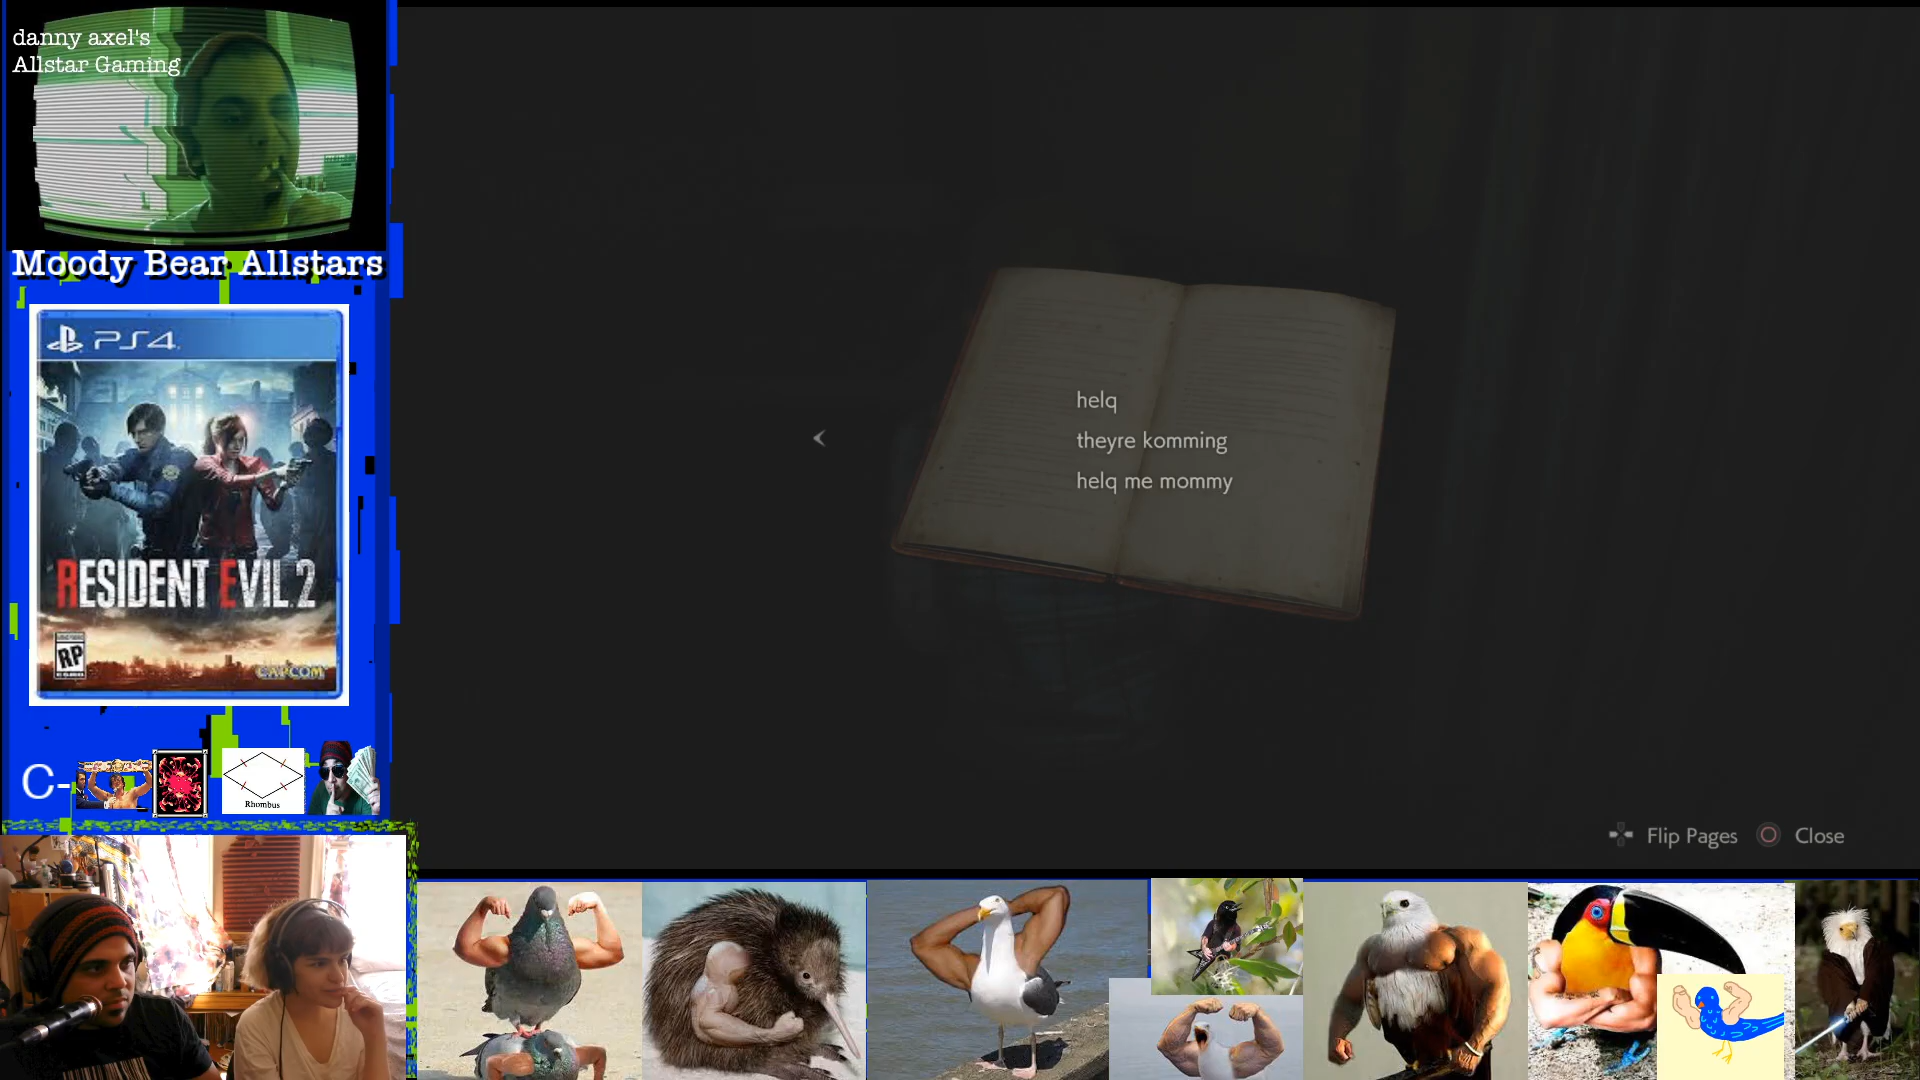 danny axel's
Allstar Gaming
Moody Bear Allstars
PS4
RESIDENT EVIL 2
RP
CAPCOM
C-
Rhombus
helq
theyre komming
helq me mommy
Flip Pages
Close